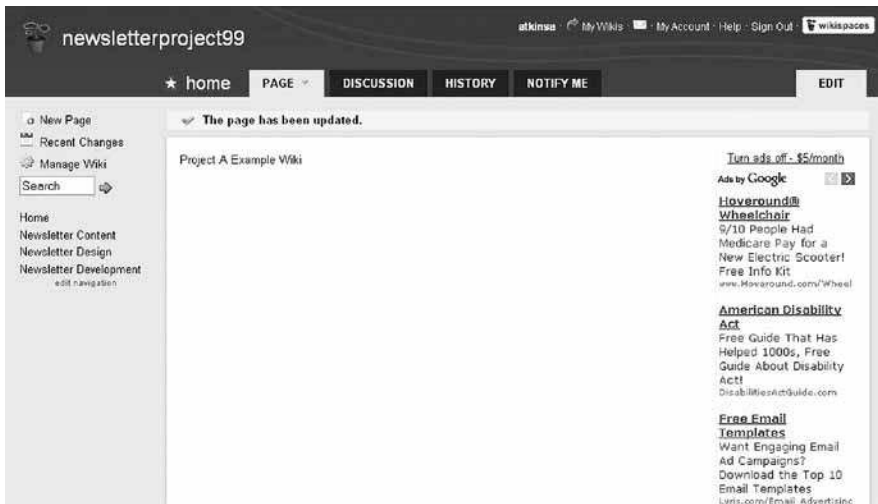 newsletterproject99
atkinsa · My Wikis · · My Account · Help · Sign Out · wikispaces
★ home PAGE DISCUSSION HISTORY NOTIFY ME EDIT
New Page
Recent Changes
Manage Wiki
Search
Home
Newsletter Content
Newsletter Design
Newsletter Development
edit navigation
The page has been updated.
Project A Example Wiki
Turn ads off - $5/month
Ads by Google
Hoveround®
Wheelchair
9/10 People Had
Medicare Pay for a
New Electric Scooter!
Free Info Kit
www.Hoveround.com/Wheel
American Disability
Act
Free Guide That Has
Helped 1000s, Free
Guide About Disability
Act!
DisabilitiesActGuide.com
Free Email
Templates
Want Engaging Email
Ad Campaigns?
Download the Top 10
Email Templates
Lyris.com/Email_Advertising